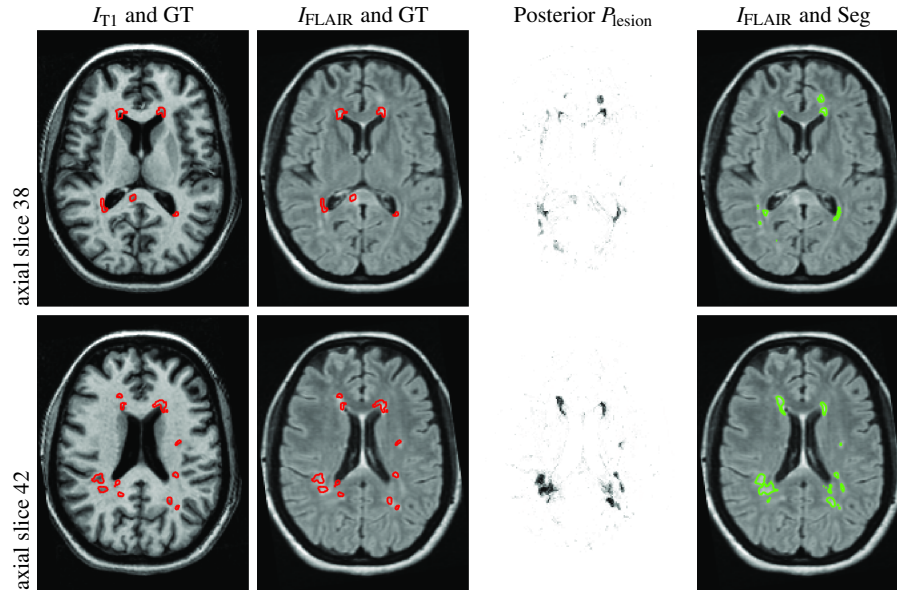 I_T1 and GT
I_FLAIR and GT
Posterior P_lesion
I_FLAIR and Seg
axial slice 38
axial slice 42